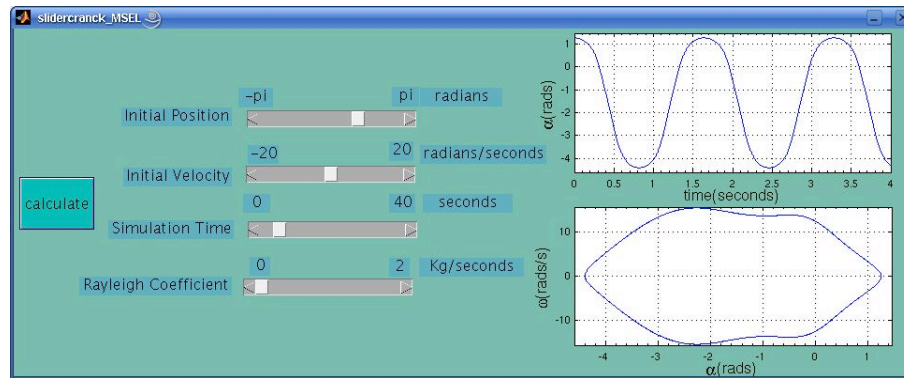 slidercranck_MSEL
-pi pi radians
Initial Position
-20 20 radians/seconds
Initial Velocity
calculate
0 40 seconds
Simulation Time
0 2 Kg/seconds
Rayleigh Coefficient
1
0
-1
-2
-3
-4
α(rads)
0 0.5 1 1.5 2 2.5 3 3.5 4
time(seconds)
10
0
-10
ω(rads/s)
-4 -3 -2 -1 0 1
α(rads)